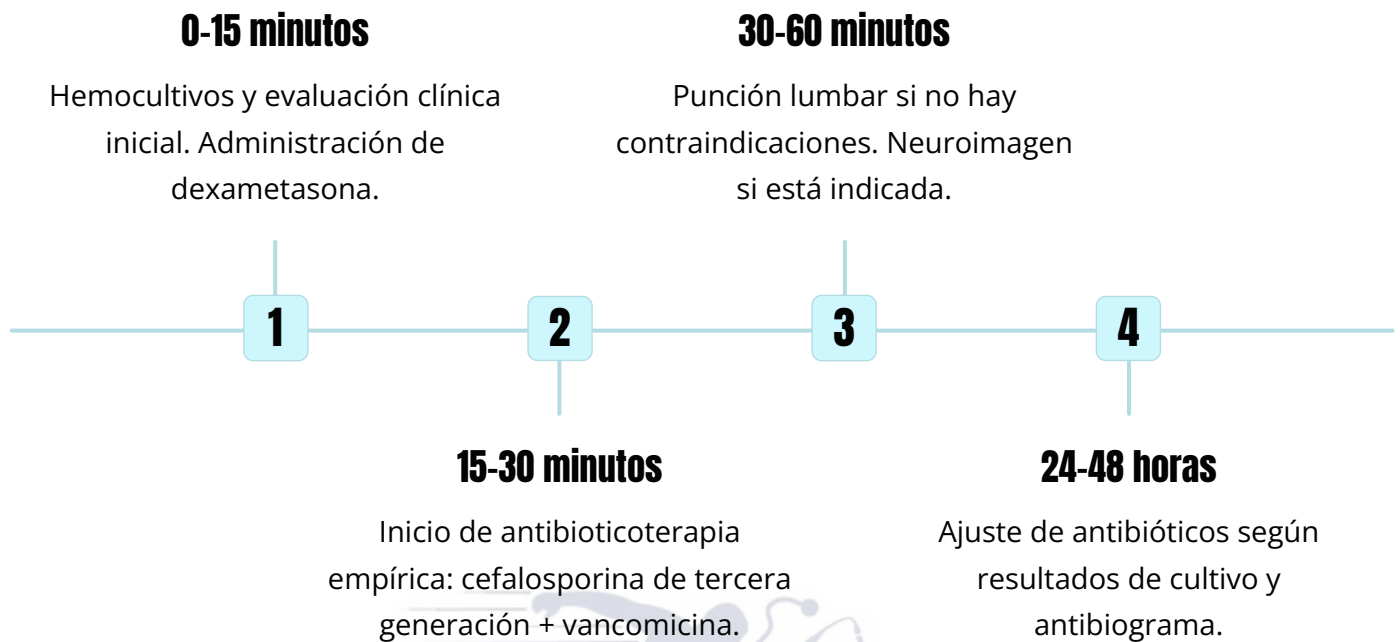 0-15 minutos
Hemocultivos y evaluación clínica
inicial. Administración de
dexametasona.
30-60 minutos
Punción lumbar si no hay
contraindicaciones. Neuroimagen
si está indicada.
1
2
3
4
15-30 minutos
Inicio de antibioticoterapia
empírica: cefalosporina de tercera
generación + vancomicina.
24-48 horas
Ajuste de antibióticos según
resultados de cultivo y
antibiograma.